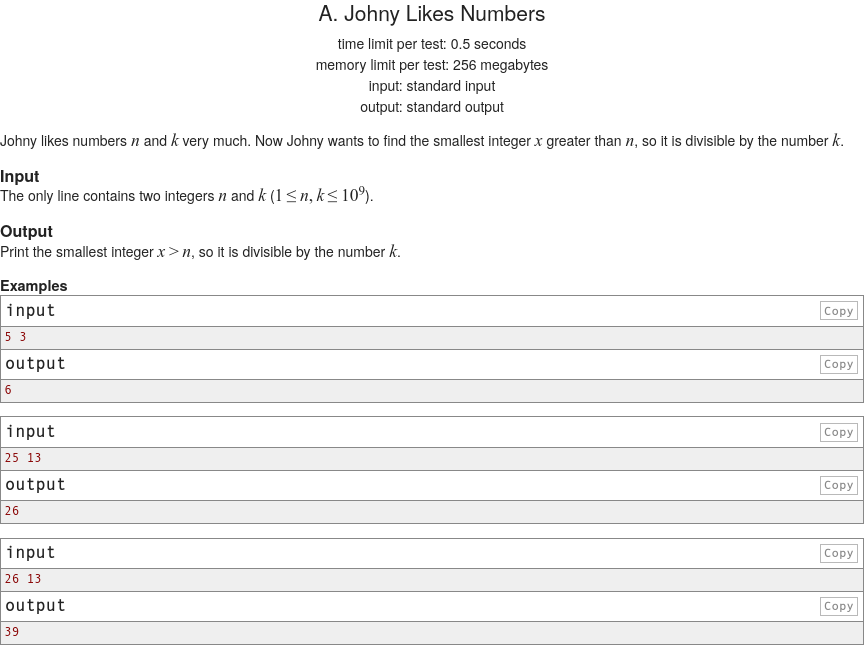 A. Johny Likes Numbers
time limit per test: 0.5 seconds
memory limit per test: 256 megabytes
input: standard input
output: standard output
Johny likes numbers n and k very much. Now Johny wants to find the smallest integer x greater than n, so it is divisible by the number k.
Input
The only line contains two integers n and k (1 ≤ n, k ≤ 10⁹).
Output
Print the smallest integer x > n, so it is divisible by the number k.
Examples
input Copy
5 3
output Copy
6
input Copy
25 13
output Copy
26
input Copy
26 13
output Copy
39